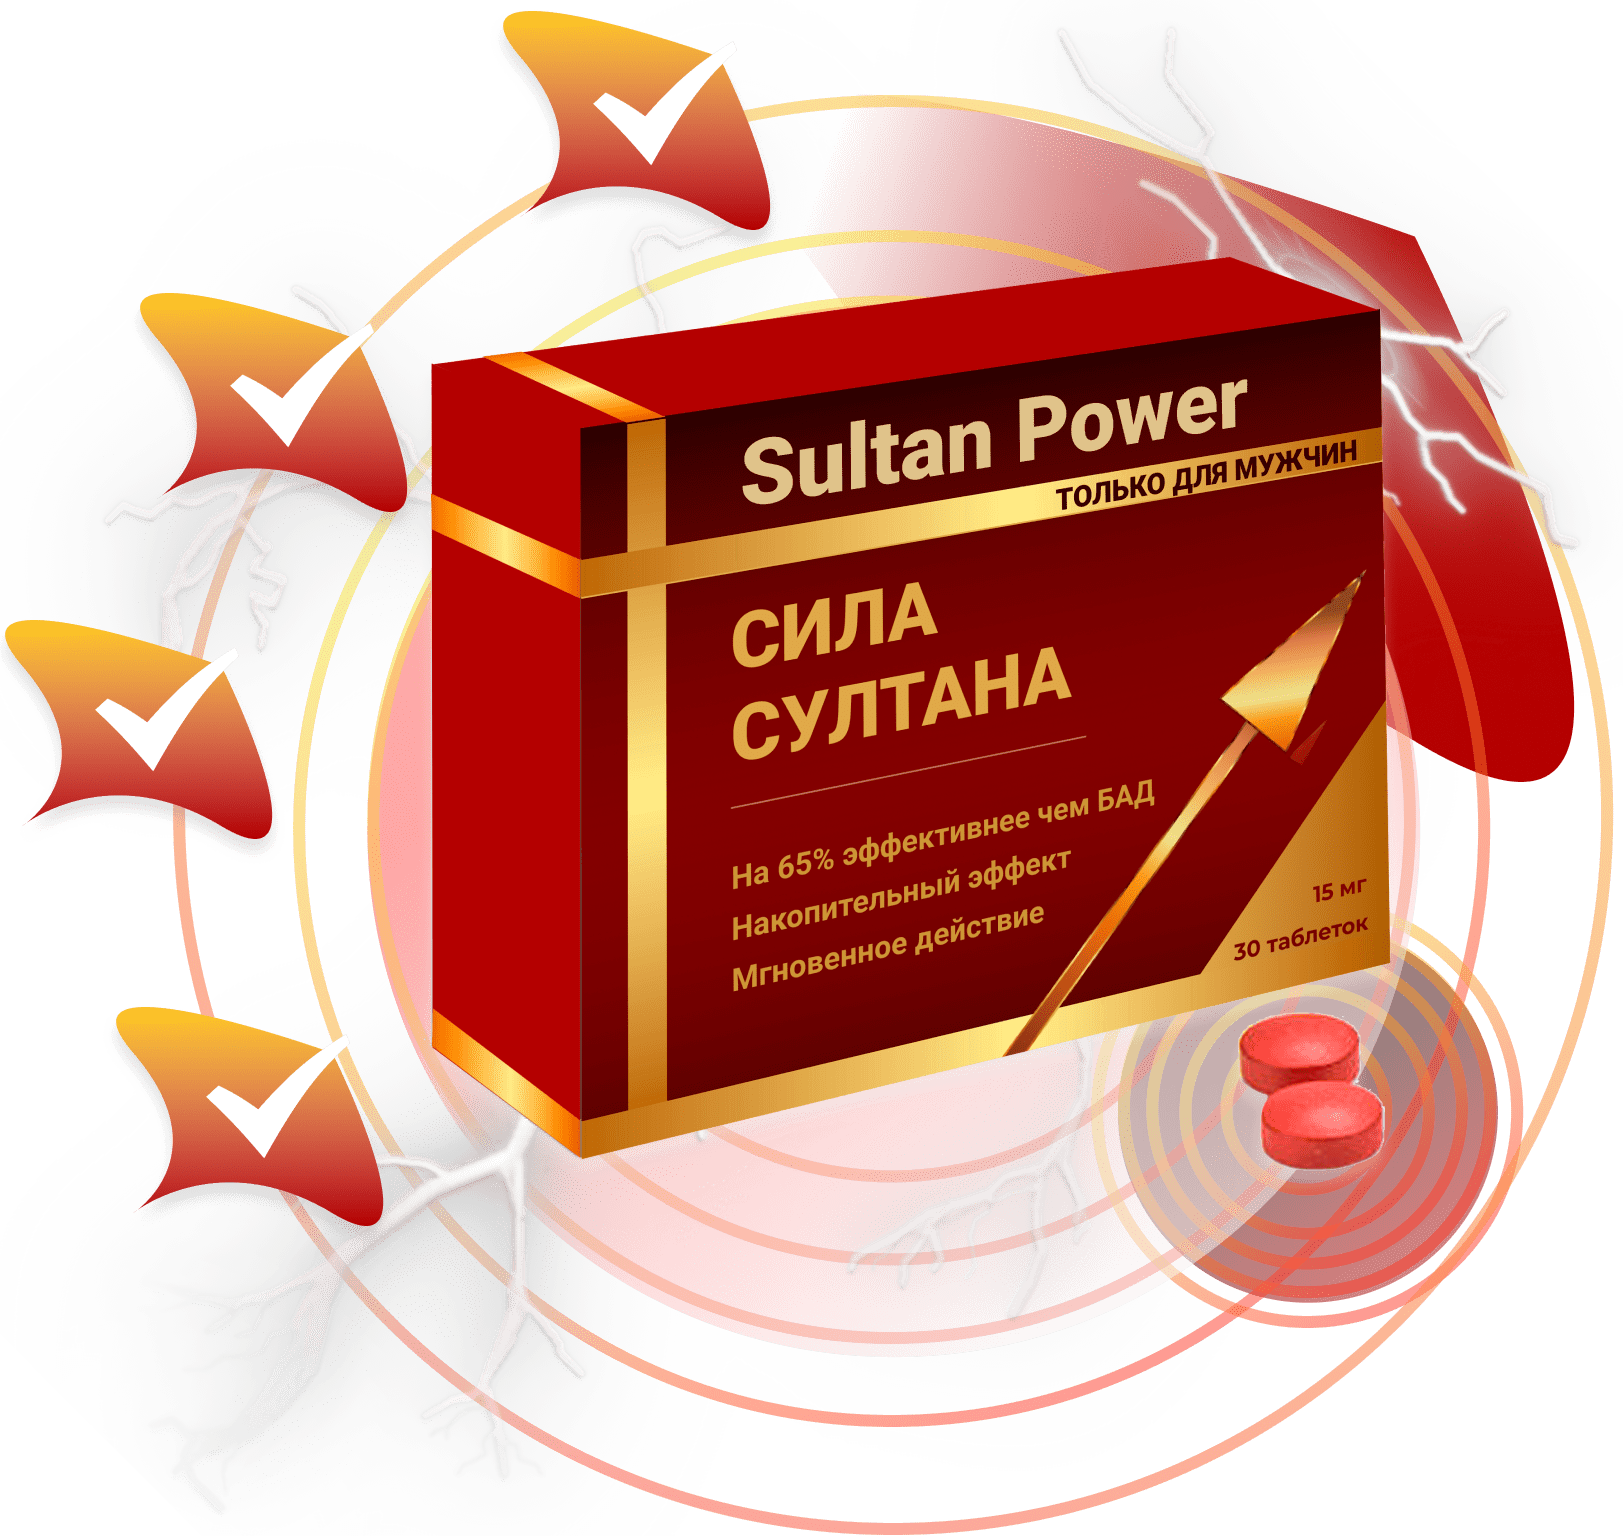 Sultan Power
ТОЛЬКО ДЛЯ МУЖЧИН
СИЛА
СУЛТАНА
На 65% эффективнее чем БАД
Накопительный эффект
Мгновенное действие
15 мг
30 таблеток